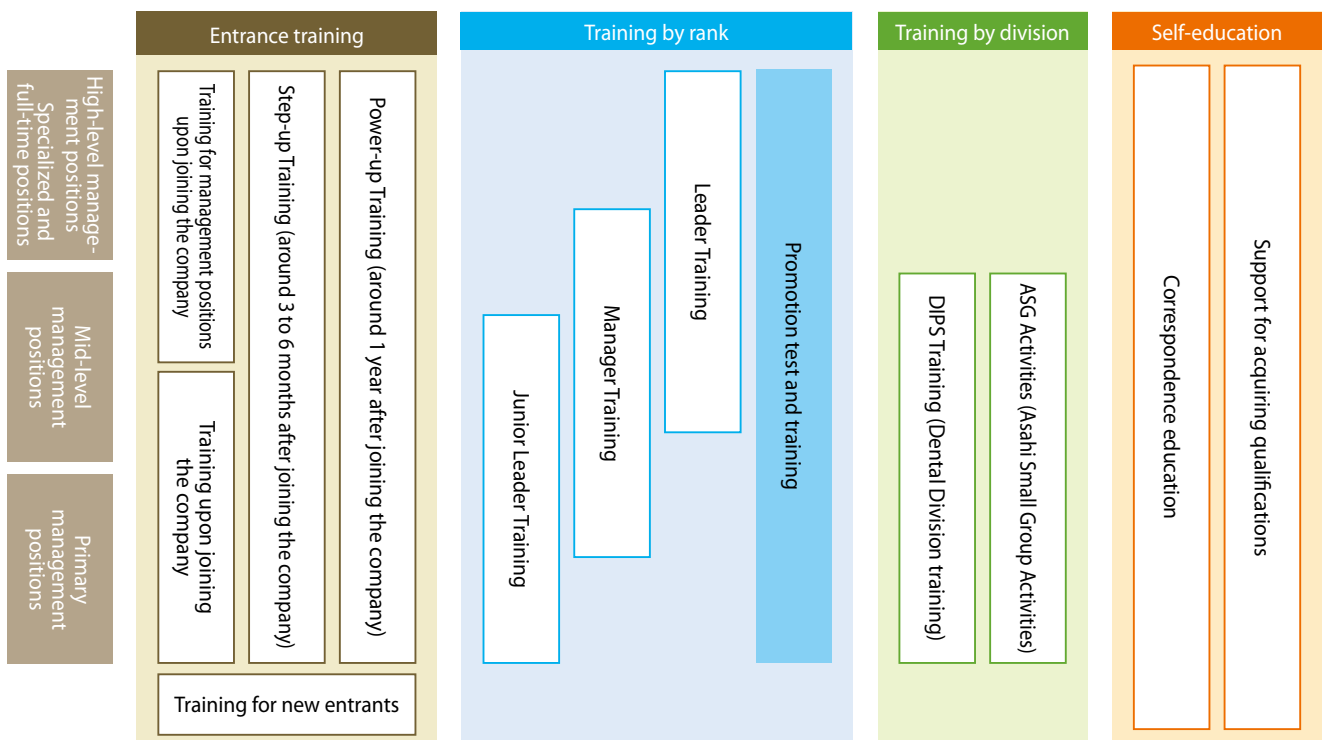 Entrance training
Training by rank
Training by division
Self-education
High-level manage-
ment positions
Specialized and
full-time positions
Mid-level
management
positions
Primary
management
positions
Training for management positions
upon joining the company
Training upon joining
the company
Step-up Training (around 3 to 6 months after joining the company)
Power-up Training (around 1 year after joining the company)
Training for new entrants
Junior Leader Training
Manager Training
Leader Training
Promotion test and training
DIPS Training (Dental Division training)
ASG Activities (Asahi Small Group Activities)
Correspondence education
Support for acquiring qualifications